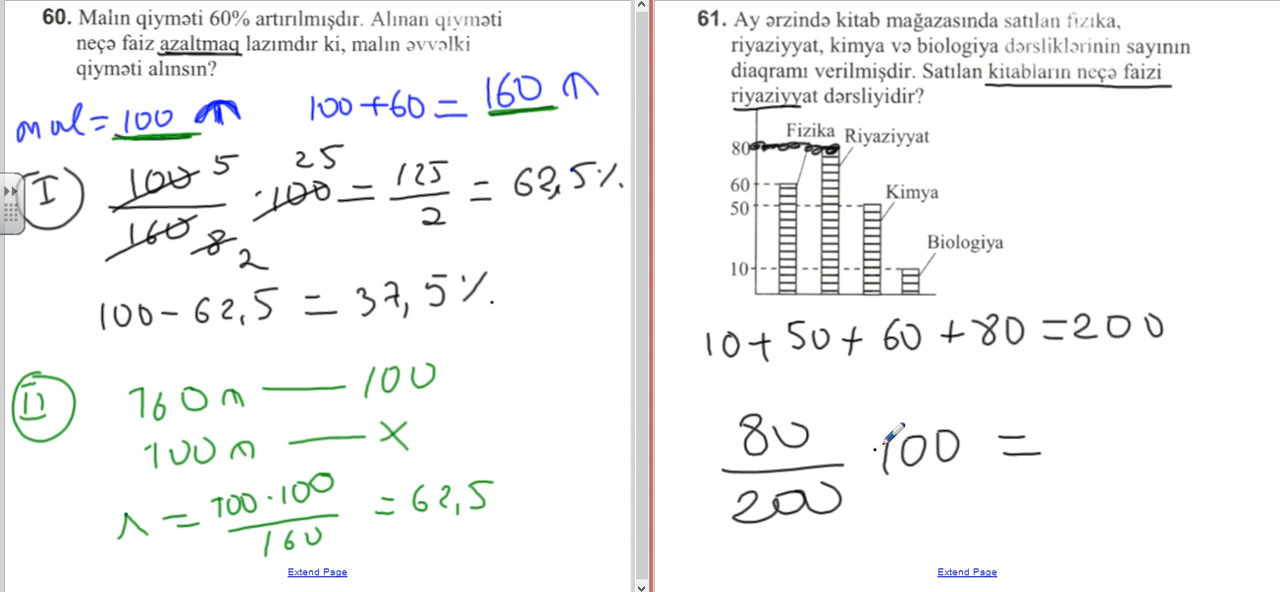 60. Malın qiyməti 60% artırılmışdır. Alınan qiyməti
neçə faiz azaltmaq lazımdır ki, malın əvvəlki
qiyməti alınsın?
mal = 100 m 100 + 60 = 160 m
I) 100 5 / 160 8 2 · 100 25 = 125/2 = 62,5%.
100 - 62,5 = 37,5%.
II) 160 m — 100
100 m — x
x = 100 · 100 / 160 = 62,5
Extend Page
61. Ay ərzində kitab mağazasında satılan fizika,
riyaziyyat, kimya və biologiya dərsliklərinin sayının
diaqramı verilmişdir. Satılan kitabların neçə faizi
riyaziyyat dərsliyidir?
Fizika Riyaziyyat
80
60
Kimya
50
Biologiya
10
10 + 50 + 60 + 80 = 200
80/200 · 100 =
Extend Page